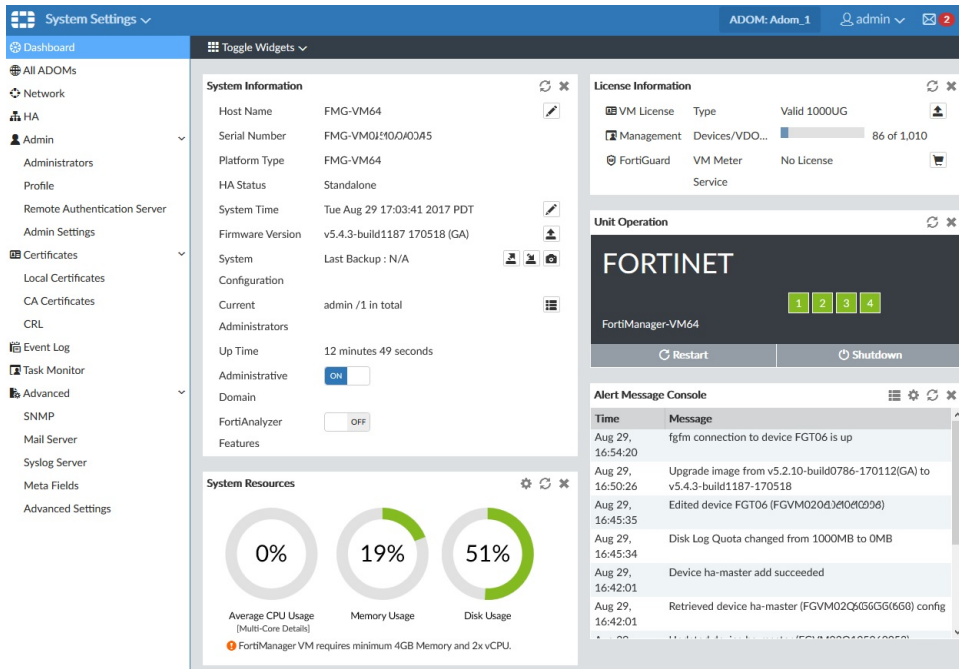 System Settings
ADOM: Adom_1
admin
2
Dashboard
Toggle Widgets
All ADOMs
Network
HA
Admin
Administrators
Profile
Remote Authentication Server
Admin Settings
Certificates
Local Certificates
CA Certificates
CRL
Event Log
Task Monitor
Advanced
SNMP
Mail Server
Syslog Server
Meta Fields
Advanced Settings
System Information
Host Name FMG-VM64
Serial Number
Platform Type FMG-VM64
HA Status Standalone
System Time Tue Aug 29 17:03:41 2017 PDT
Firmware Version v5.4.3-build1187 170518 (GA)
System Last Backup : N/A
Configuration
Current admin /1 in total
Administrators
Up Time 12 minutes 49 seconds
Administrative ON
Domain
FortiAnalyzer OFF
Features
System Resources
0% 19% 51%
Average CPU Usage Memory Usage Disk Usage
[Multi-Core Details]
FortiManager VM requires minimum 4GB Memory and 2x vCPU.
License Information
VM License Type Valid 1000UG
Management Devices/VDO... 86 of 1,010
FortiGuard VM Meter No License
Service
Unit Operation
FORTINET
1 2 3 4
FortiManager-VM64
Restart Shutdown
Alert Message Console
Time Message
Aug 29, fgfm connection to device FGT06 is up
16:54:20
Aug 29, Upgrade image from v5.2.10-build0786-170112(GA) to
16:50:26 v5.4.3-build1187-170518
Aug 29, Edited device FGT06
16:45:35
Aug 29, Disk Log Quota changed from 1000MB to 0MB
16:45:34
Aug 29, Device ha-master add succeeded
16:42:01
Aug 29, Retrieved device ha-master config
16:42:01